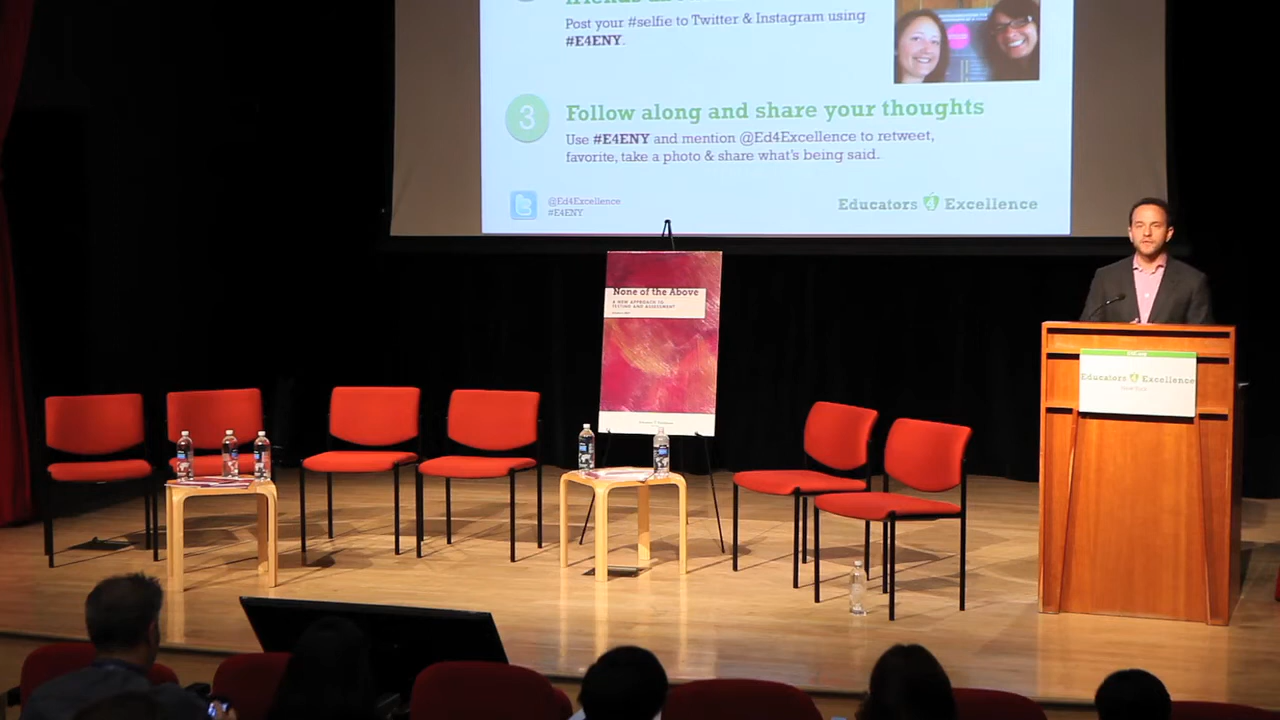 Post your #selfie to Twitter & Instagram using
#E4ENY.
3
Follow along and share your thoughts
Use #E4ENY and mention @Ed4Excellence to retweet,
favorite, take a photo & share what's being said.
@Ed4Excellence
#E4ENY
Educators 4 Excellence
None of the Above
A NEW APPROACH TO
TESTING AND ASSESSMENT
Educators 4 Excellence